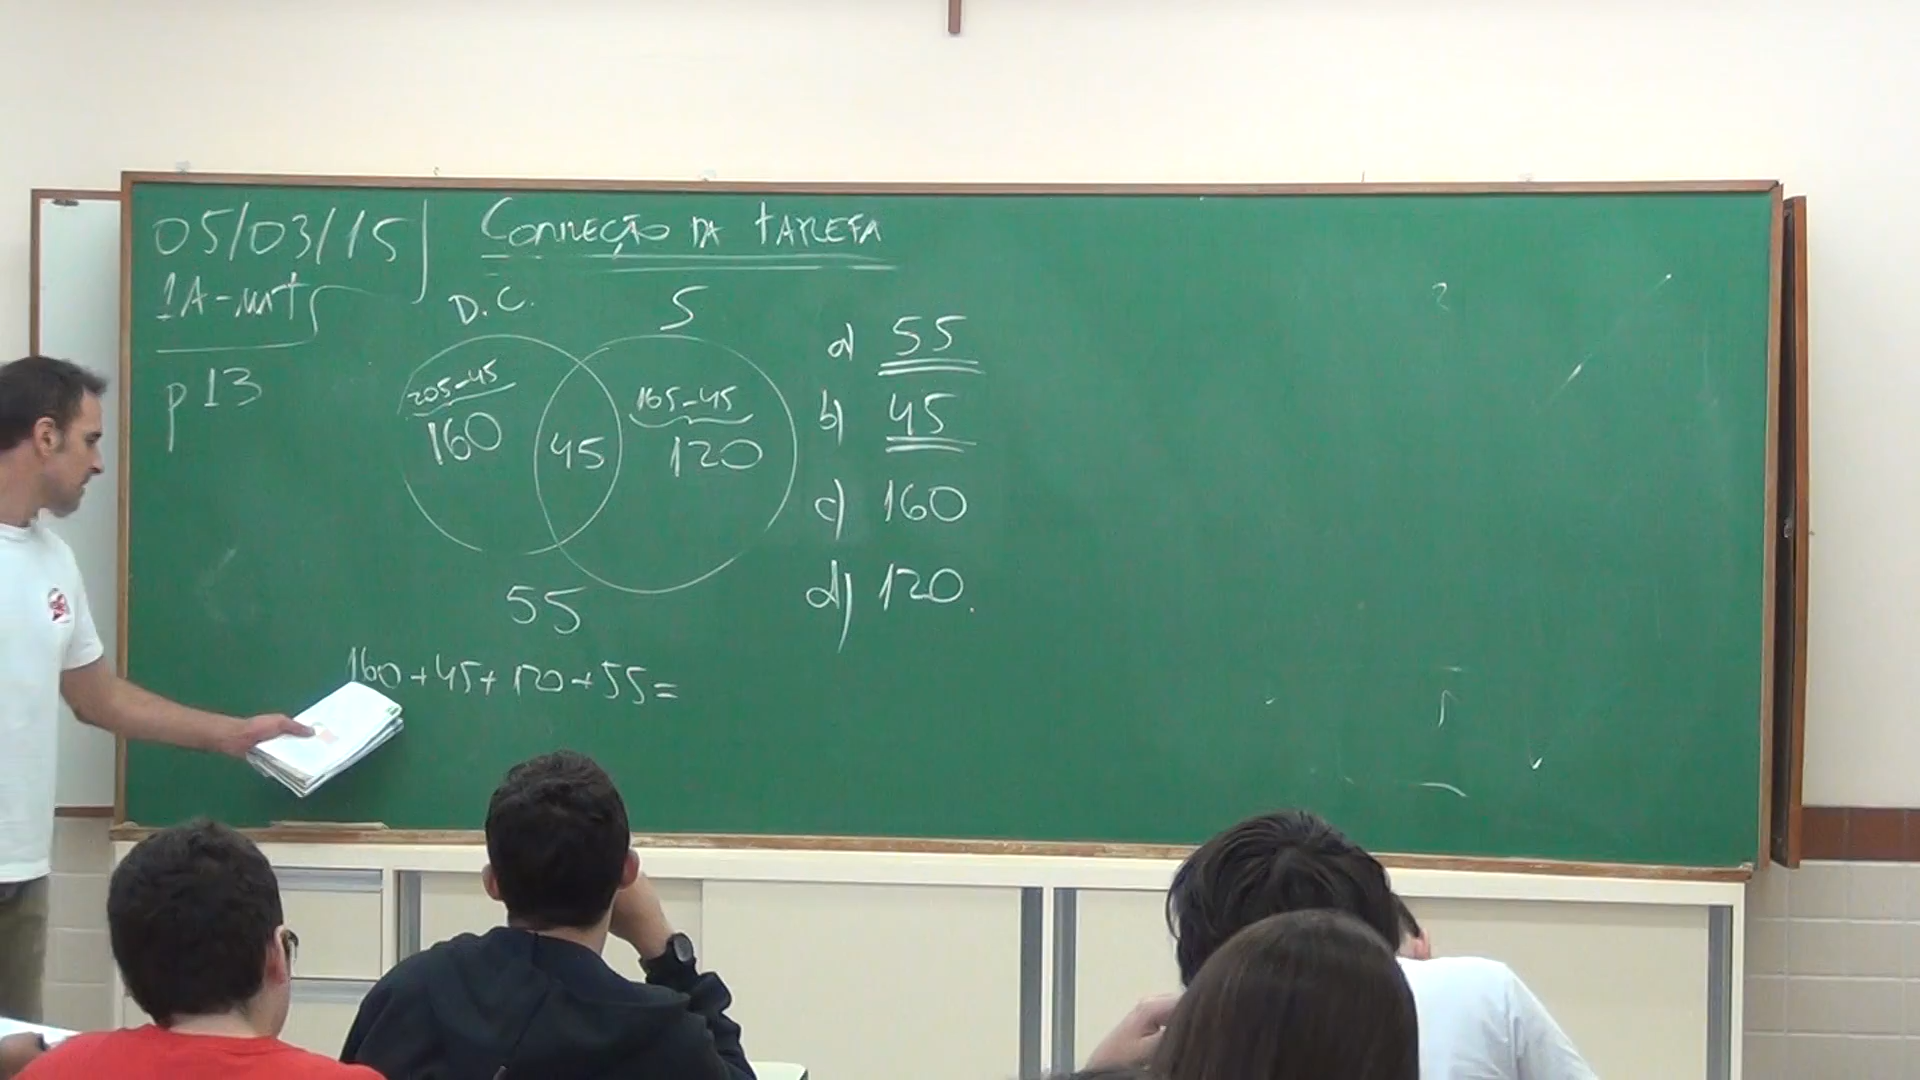 05/03/15
CORREÇÃO DA TAREFA
1A-mtf
p 13
D.C.
S
205-45
160
45
165-45
120
55
160+45+120+55=
a) 55
b) 45
c) 160
d) 120.